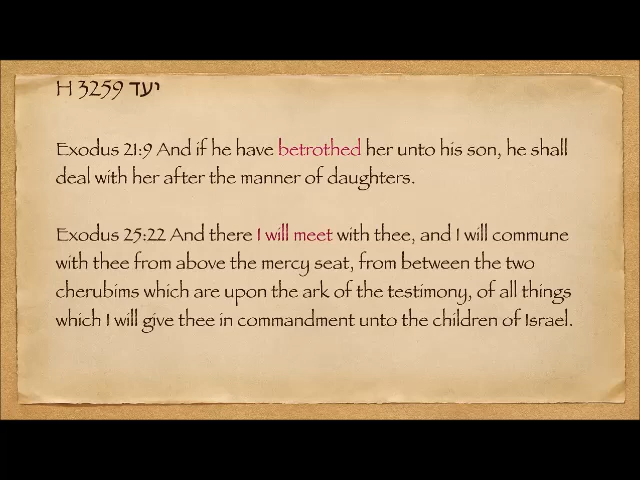 H 3259 יעד
Exodus 21:9 And if he have betrothed her unto his son, he shall
deal with her after the manner of daughters.
Exodus 25:22 And there I will meet with thee, and I will commune
with thee from above the mercy seat, from between the two
cherubims which are upon the ark of the testimony, of all things
which I will give thee in commandment unto the children of Israel.